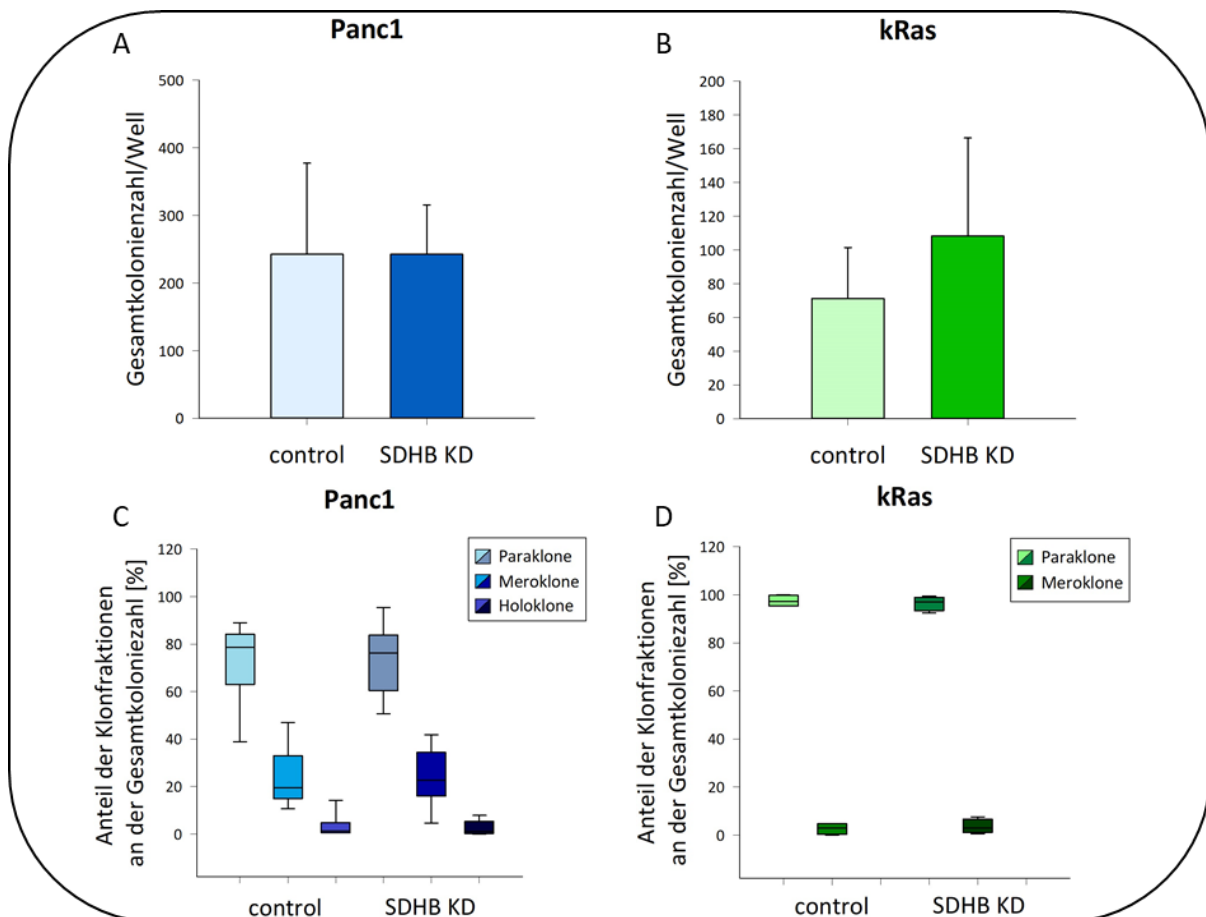 A
Panc1
500
400
300
200
100
0
Gesamtkolonienzahl/Well
control
SDHB KD
B
kRas
200
180
160
140
120
100
80
60
40
20
0
Gesamtkolonienzahl/Well
control
SDHB KD
C
Panc1
120
100
80
60
40
20
0
Anteil der Klonfraktionen
an der Gesamtkoloniezahl [%]
Paraklone
Meroklone
Holoklone
control
SDHB KD
D
kRas
120
100
80
60
40
20
0
Anteil der Klonfraktionen
an der Gesamtkoloniezahl [%]
Paraklone
Meroklone
control
SDHB KD